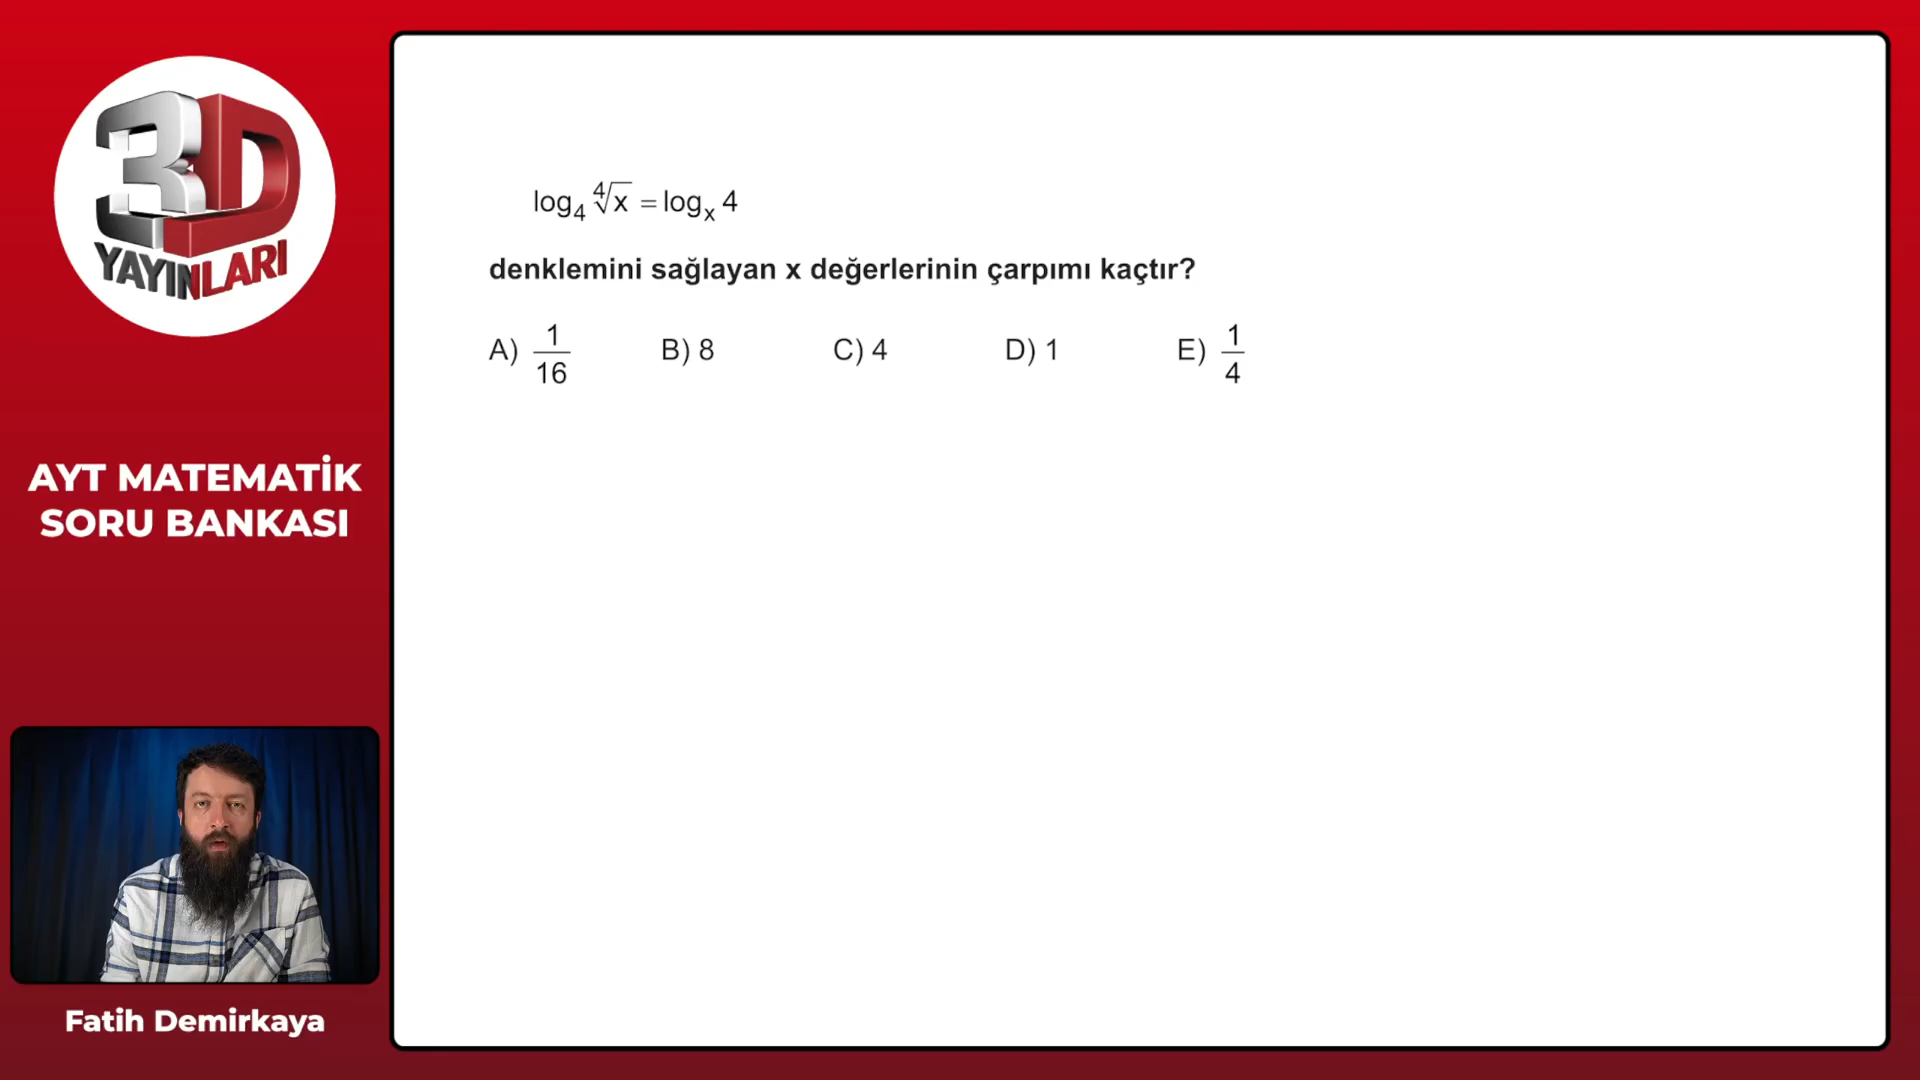 3D
YAYINLARI
AYT MATEMATİK
SORU BANKASI
Fatih Demirkaya
log₄ ∜x = logₓ 4
denklemini sağlayan x değerlerinin çarpımı kaçtır?
A) 1/16 B) 8 C) 4 D) 1 E) 1/4